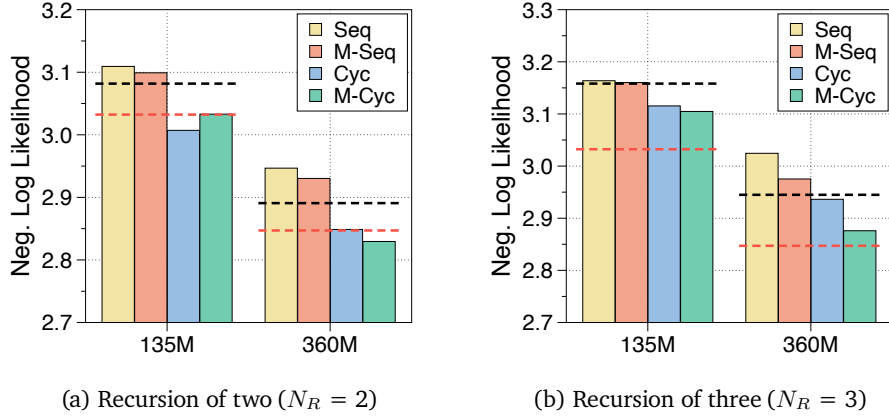 3.2
3.1
3.0
2.9
2.8
2.7
Neg. Log Likelihood
Seq
M-Seq
Cyc
M-Cyc
135M
360M
(a) Recursion of two (N_R = 2)
3.3
3.2
3.1
3.0
2.9
2.8
2.7
Neg. Log Likelihood
Seq
M-Seq
Cyc
M-Cyc
135M
360M
(b) Recursion of three (N_R = 3)